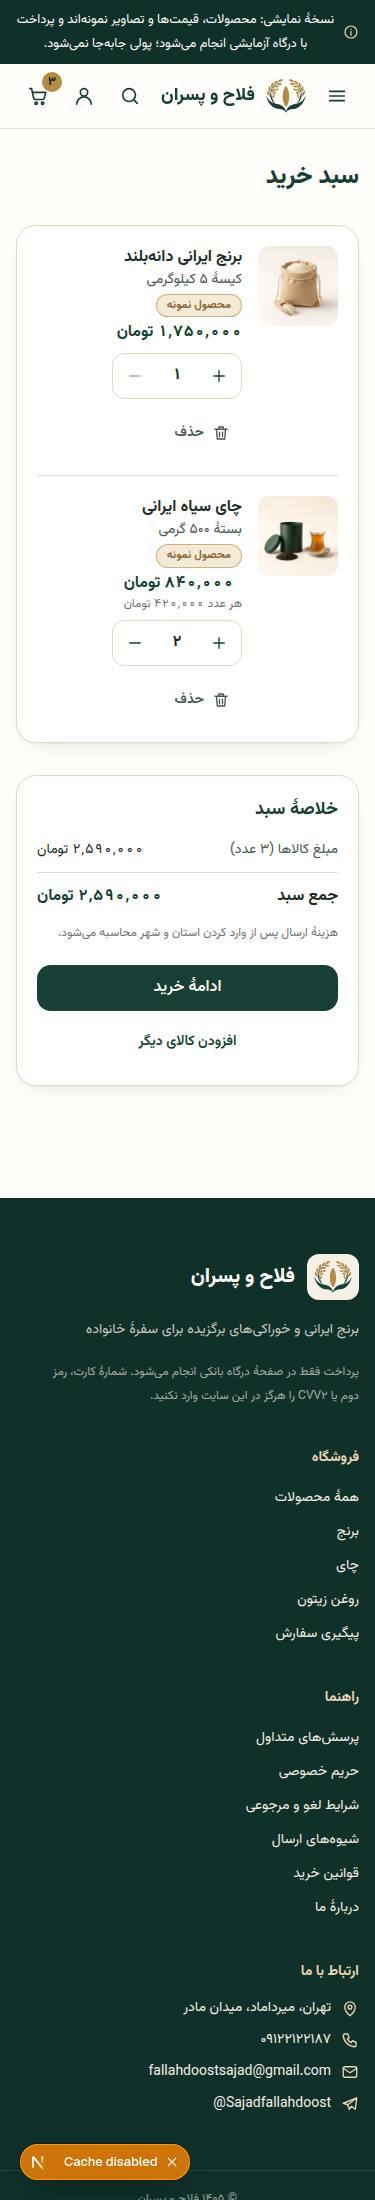 نسخهٔ نمایشی: محصولات، قیمت‌ها و تصاویر نمونه‌اند و پرداخت
با درگاه آزمایشی انجام می‌شود؛ پولی جابه‌جا نمی‌شود.
فلاح و پسران
۳
سبد خرید
برنج ایرانی دانه‌بلند
کیسهٔ ۵ کیلوگرمی
محصول نمونه
۱,۷۵۰,۰۰۰ تومان
+ ۱ −
حذف
چای سیاه ایرانی
بستهٔ ۵۰۰ گرمی
محصول نمونه
۸۴۰,۰۰۰ تومان
هر عدد ۴۲۰,۰۰۰ تومان
+ ۲ −
حذف
خلاصهٔ سبد
مبلغ کالاها (۳ عدد) ۲,۵۹۰,۰۰۰ تومان
جمع سبد ۲,۵۹۰,۰۰۰ تومان
هزینهٔ ارسال پس از وارد کردن استان و شهر محاسبه می‌شود.
ادامهٔ خرید
افزودن کالای دیگر
فلاح و پسران
برنج ایرانی و خوراکی‌های برگزیده برای سفرهٔ خانواده
پرداخت فقط در صفحهٔ درگاه بانکی انجام می‌شود. شمارهٔ کارت، رمز
دوم یا CVV۲ را هرگز در این سایت وارد نکنید.
فروشگاه
همهٔ محصولات
برنج
چای
روغن زیتون
پیگیری سفارش
راهنما
پرسش‌های متداول
حریم خصوصی
شرایط لغو و مرجوعی
شیوه‌های ارسال
قوانین خرید
دربارهٔ ما
ارتباط با ما
تهران، میرداماد، میدان مادر
۰۹۱۲۲۱۲۲۱۸۷
fallahdoostsajad@gmail.com
@Sajadfallahdoost
N Cache disabled ×
© ۱۴۰۵ فلاح و پسران